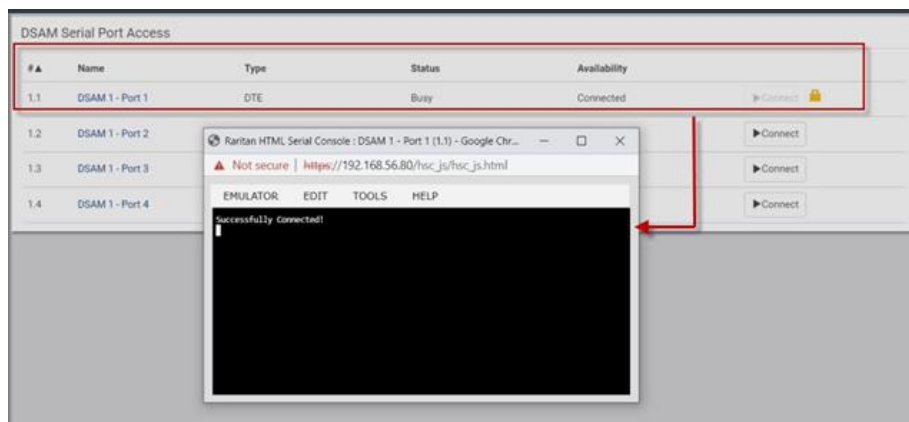 DSAM Serial Port Access
#▲ Name Type Status Availability
1.1 DSAM 1 - Port 1 DTE Busy Connected ▶Connect
1.2 DSAM 1 - Port 2 ▶Connect
1.3 DSAM 1 - Port 3 ▶Connect
1.4 DSAM 1 - Port 4 ▶Connect
Raritan HTML Serial Console : DSAM 1 - Port 1 (1.1) - Google Chr...
Not secure | https://192.168.56.80/hsc_js/hsc_js.html
EMULATOR EDIT TOOLS HELP
Successfully Connected!